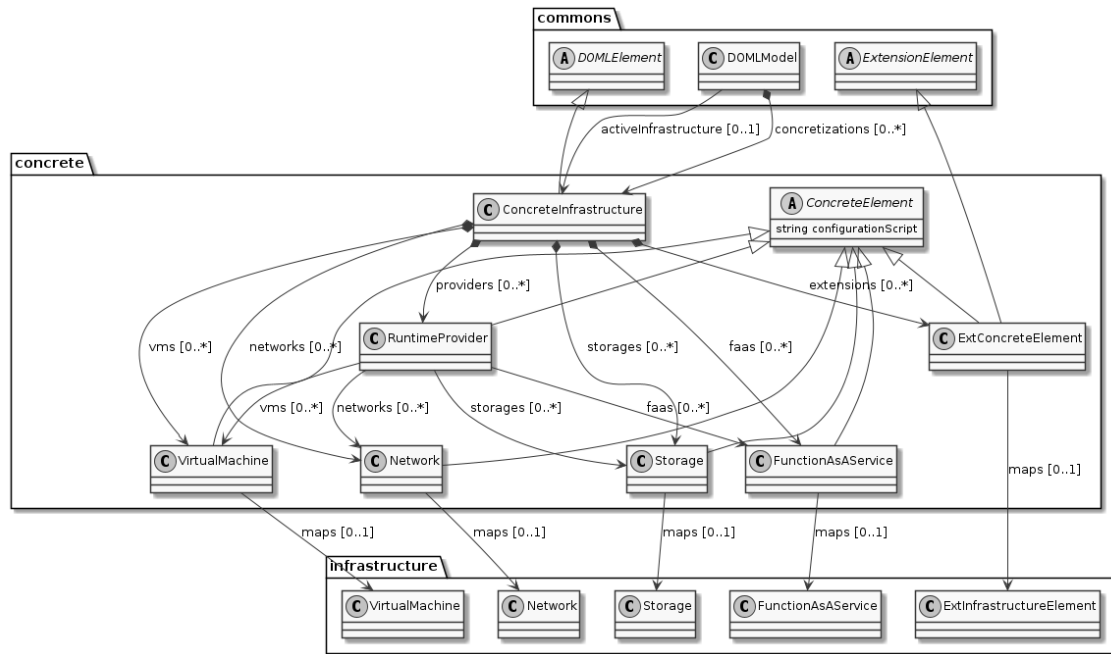 commons
A DOMLElement
C DOMLModel
A ExtensionElement
activeInfrastructure [0..1]
concretizations [0..*]
concrete
C ConcreteInfrastructure
A ConcreteElement
string configurationScript
providers [0..*]
extensions [0..*]
C RuntimeProvider
C ExtConcreteElement
vms [0..*]
networks [0..*]
storages [0..*]
faas [0..*]
vms [0..*]
networks [0..*]
storages [0..*]
faas [0..*]
C VirtualMachine
C Network
C Storage
C FunctionAsAService
maps [0..1]
maps [0..1]
maps [0..1]
maps [0..1]
maps [0..1]
infrastructure
C VirtualMachine
C Network
C Storage
C FunctionAsAService
C ExtInfrastructureElement